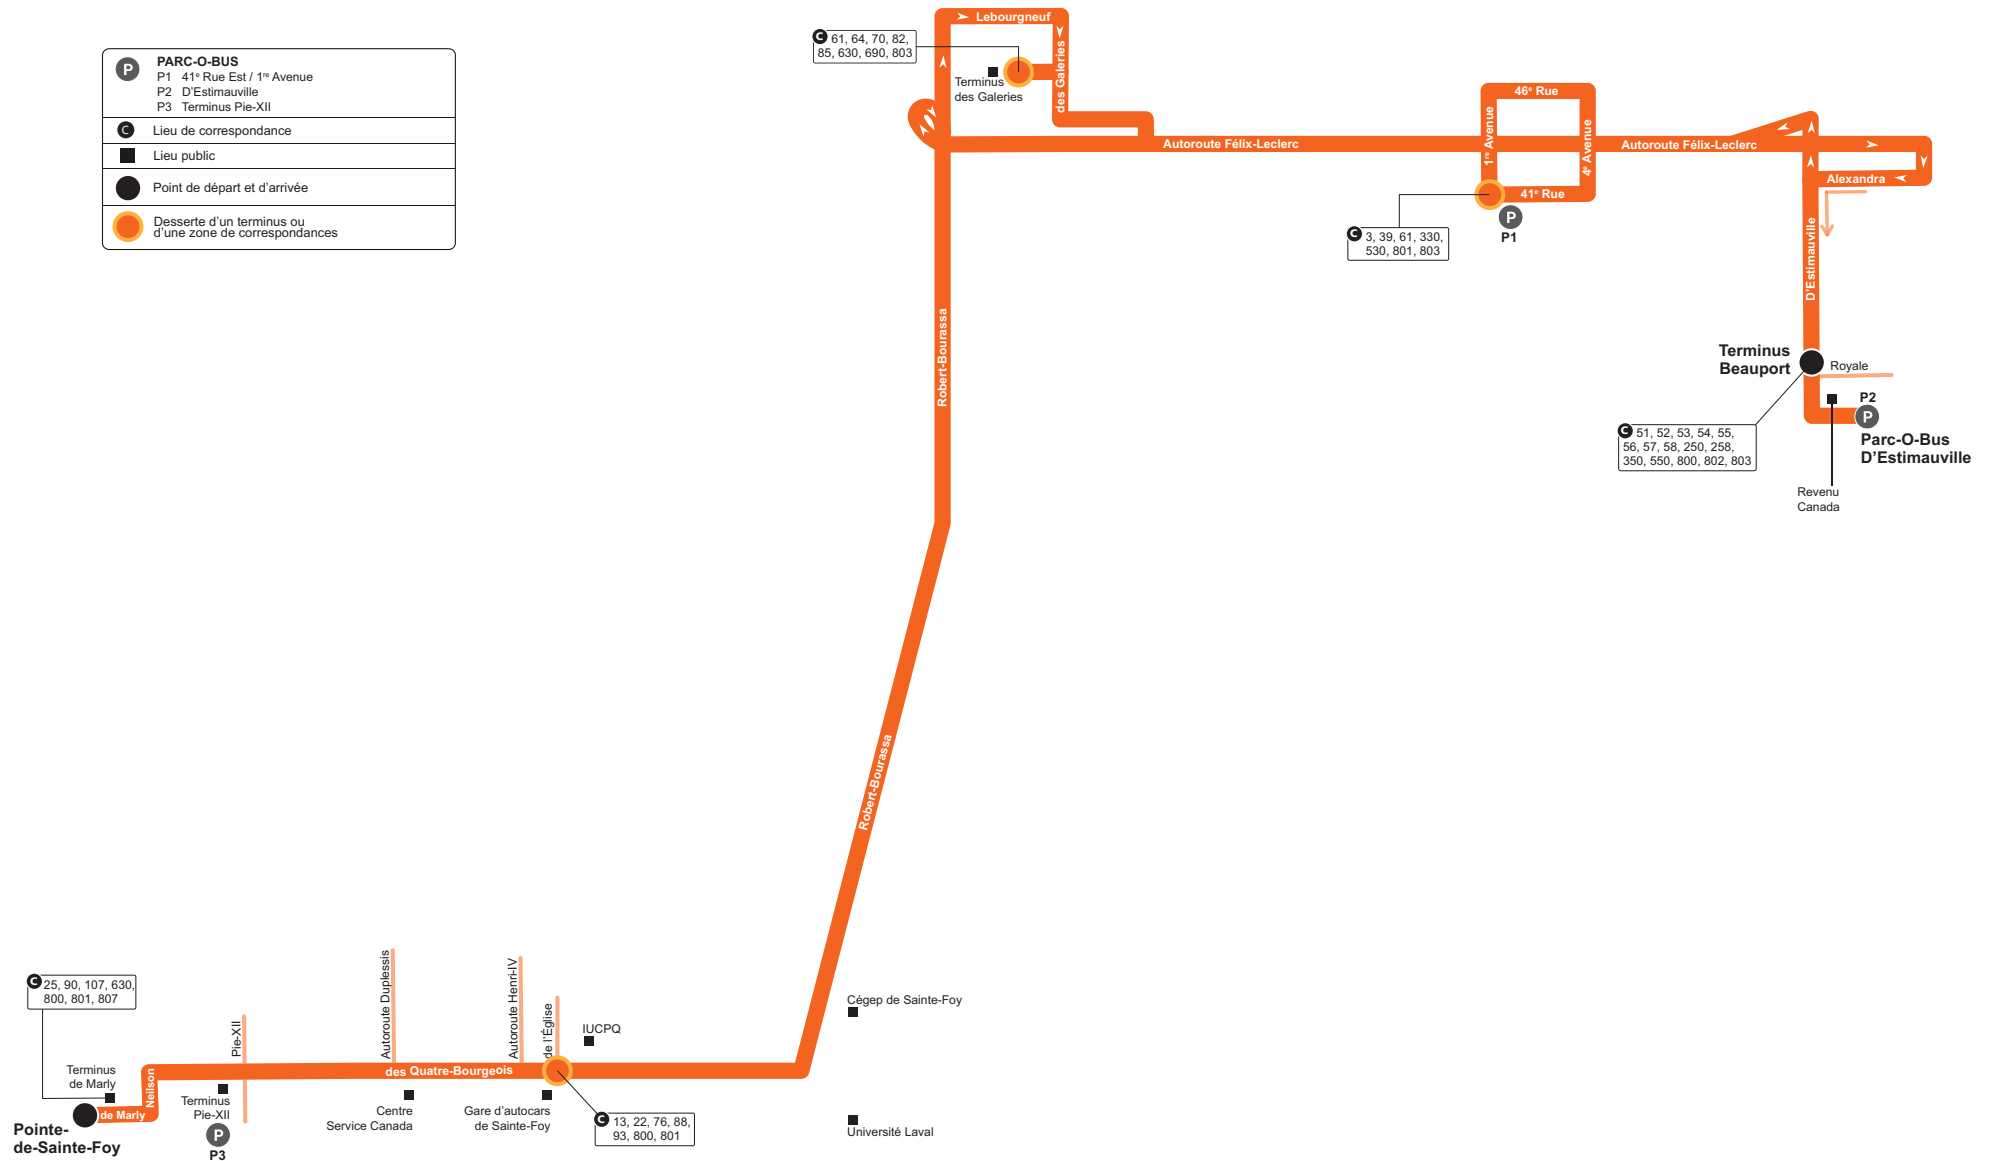 P
PARC-O-BUS
P1 41e Rue Est / 1re Avenue
P2 D'Estimauville
P3 Terminus Pie-XII
C Lieu de correspondance
Lieu public
Point de départ et d'arrivée
Desserte d'un terminus ou
d'une zone de correspondances
Lebourgneuf
C 61, 64, 70, 82,
85, 630, 690, 803
Terminus
des Galeries
des Galeries
46e Rue
1re Avenue
4e Avenue
41e Rue
Autoroute Félix-Leclerc
Autoroute Félix-Leclerc
Alexandra
P
P1
C 3, 39, 61, 330,
530, 801, 803
D'Estimauville
Robert-Bourassa
Terminus
Beauport
Royale
P2
P
Parc-O-Bus
D'Estimauville
C 51, 52, 53, 54, 55,
56, 57, 58, 250, 258,
350, 550, 800, 802, 803
Revenu
Canada
Robert-Bourassa
C 25, 90, 107, 630,
800, 801, 807
Pie-XII
Autoroute Duplessis
Autoroute Henri-IV
de l'Église
IUCPQ
Cégep de Sainte-Foy
des Quatre-Bourgeois
Terminus
de Marly
Neilson
de Marly
Pointe-
de-Sainte-Foy
Terminus
Pie-XII
P
P3
Centre
Service Canada
Gare d'autocars
de Sainte-Foy
C 13, 22, 76, 88,
93, 800, 801
Université Laval